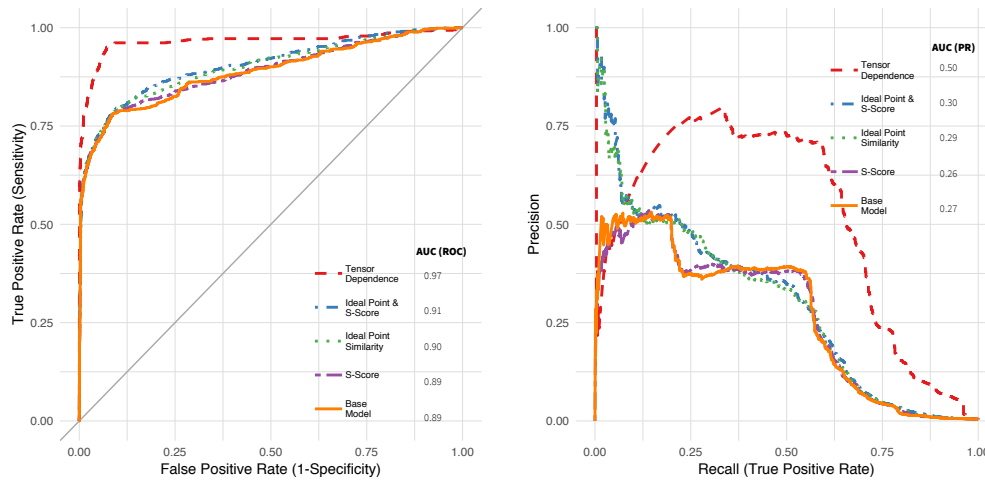 1.00
0.75
0.50
0.25
0.00
True Positive Rate (Sensitivity)
AUC (ROC)
Tensor
Dependence
0.97
Ideal Point &
S-Score
0.91
Ideal Point
Similarity
0.90
S-Score
0.89
Base
Model
0.89
0.00 0.25 0.50 0.75 1.00
False Positive Rate (1-Specificity)
1.00
0.75
0.50
0.25
0.00
Precision
AUC (PR)
Tensor
Dependence
0.50
Ideal Point &
S-Score
0.30
Ideal Point
Similarity
0.29
S-Score
0.26
Base
Model
0.27
0.00 0.25 0.50 0.75 1.00
Recall (True Positive Rate)